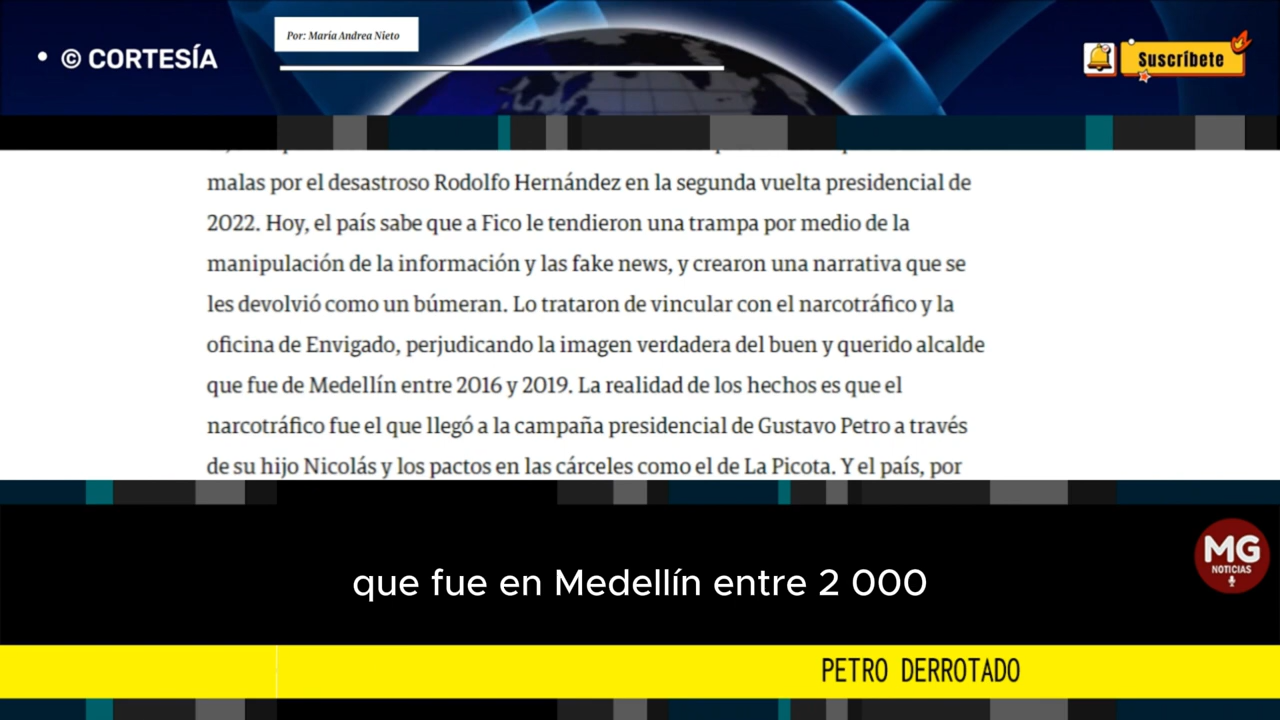 Por: María Andrea Nieto
• © CORTESÍA
Suscríbete
malas por el desastroso Rodolfo Hernández en la segunda vuelta presidencial de
2022. Hoy, el país sabe que a Fico le tendieron una trampa por medio de la
manipulación de la información y las fake news, y crearon una narrativa que se
les devolvió como un búmeran. Lo trataron de vincular con el narcotráfico y la
oficina de Envigado, perjudicando la imagen verdadera del buen y querido alcalde
que fue de Medellín entre 2016 y 2019. La realidad de los hechos es que el
narcotráfico fue el que llegó a la campaña presidencial de Gustavo Petro a través
de su hijo Nicolás y los pactos en las cárceles como el de La Picota. Y el país, por
MG
NOTICIAS
que fue en Medellín entre 2 000
PETRO DERROTADO